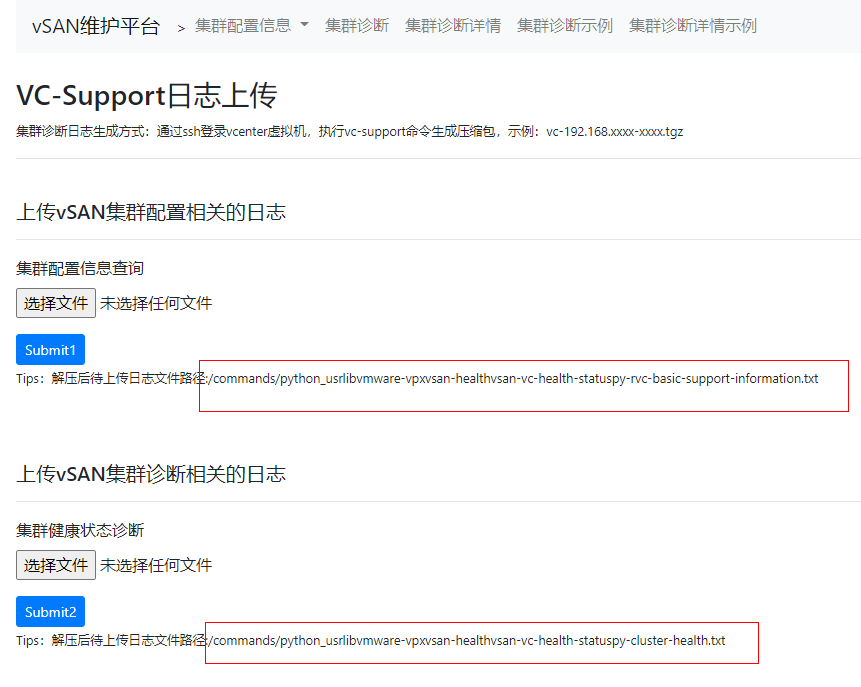 vSAN维护平台 > 集群配置信息 集群诊断 集群诊断详情 集群诊断示例 集群诊断详情示例
VC-Support日志上传
集群诊断日志生成方式：通过ssh登录vcenter虚拟机，执行vc-support命令生成压缩包，示例：vc-192.168.xxxx-xxxx.tgz
上传vSAN集群配置相关的日志
集群配置信息查询
选择文件 未选择任何文件
Submit1
Tips：解压后待上传日志文件路径:/commands/python_usrlibvmware-vpxvsan-healthvsan-vc-health-statuspy-rvc-basic-support-information.txt
上传vSAN集群诊断相关的日志
集群健康状态诊断
选择文件 未选择任何文件
Submit2
Tips：解压后待上传日志文件路径:/commands/python_usrlibvmware-vpxvsan-healthvsan-vc-health-statuspy-cluster-health.txt